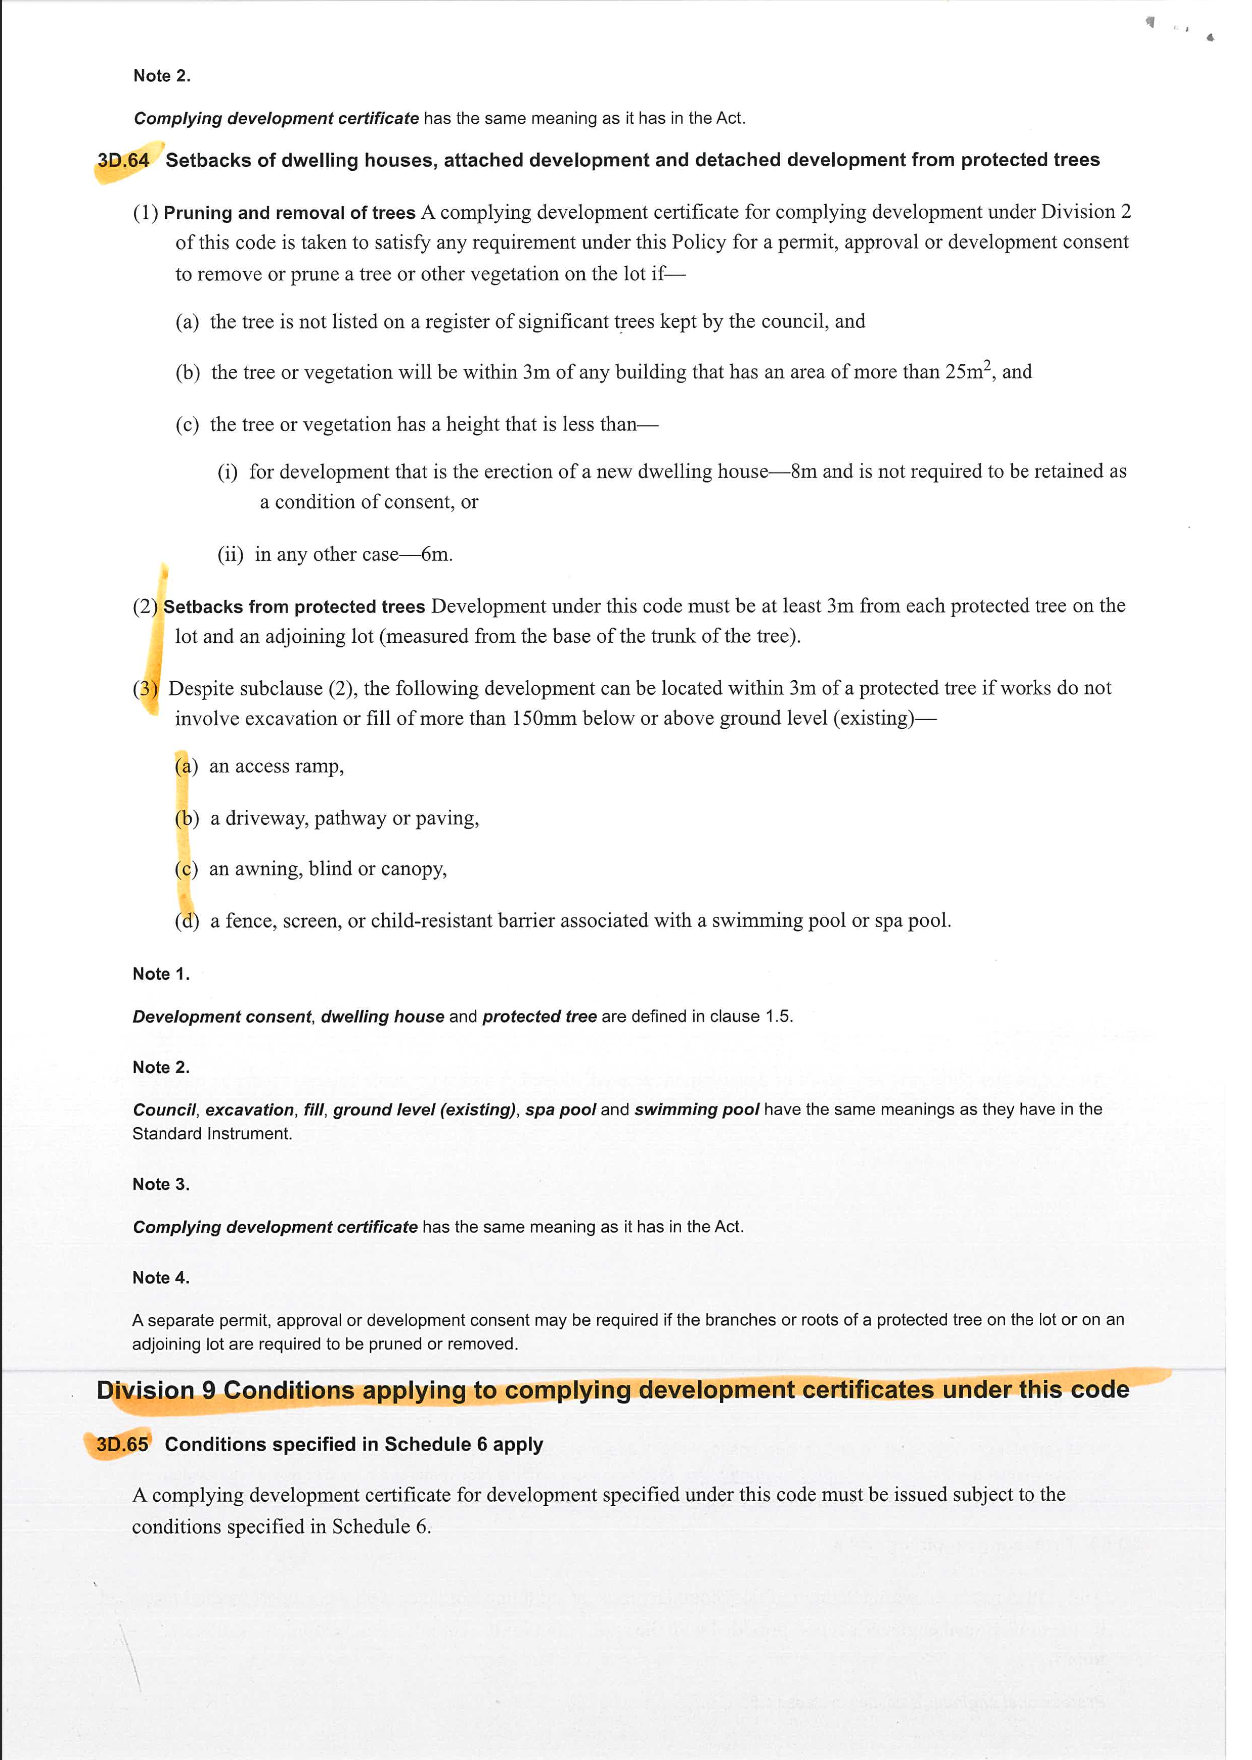 Note 2.
Complying development certificate has the same meaning as it has in the Act.
3D.64 Setbacks of dwelling houses, attached development and detached development from protected trees
(1) Pruning and removal of trees A complying development certificate for complying development under Division 2
of this code is taken to satisfy any requirement under this Policy for a permit, approval or development consent
to remove or prune a tree or other vegetation on the lot if—
(a) the tree is not listed on a register of significant trees kept by the council, and
(b) the tree or vegetation will be within 3m of any building that has an area of more than 25m², and
(c) the tree or vegetation has a height that is less than—
(i) for development that is the erection of a new dwelling house—8m and is not required to be retained as
a condition of consent, or
(ii) in any other case—6m.
(2) Setbacks from protected trees Development under this code must be at least 3m from each protected tree on the
lot and an adjoining lot (measured from the base of the trunk of the tree).
(3) Despite subclause (2), the following development can be located within 3m of a protected tree if works do not
involve excavation or fill of more than 150mm below or above ground level (existing)—
(a) an access ramp,
(b) a driveway, pathway or paving,
(c) an awning, blind or canopy,
(d) a fence, screen, or child-resistant barrier associated with a swimming pool or spa pool.
Note 1.
Development consent, dwelling house and protected tree are defined in clause 1.5.
Note 2.
Council, excavation, fill, ground level (existing), spa pool and swimming pool have the same meanings as they have in the
Standard Instrument.
Note 3.
Complying development certificate has the same meaning as it has in the Act.
Note 4.
A separate permit, approval or development consent may be required if the branches or roots of a protected tree on the lot or on an
adjoining lot are required to be pruned or removed.
Division 9 Conditions applying to complying development certificates under this code
3D.65 Conditions specified in Schedule 6 apply
A complying development certificate for development specified under this code must be issued subject to the
conditions specified in Schedule 6.